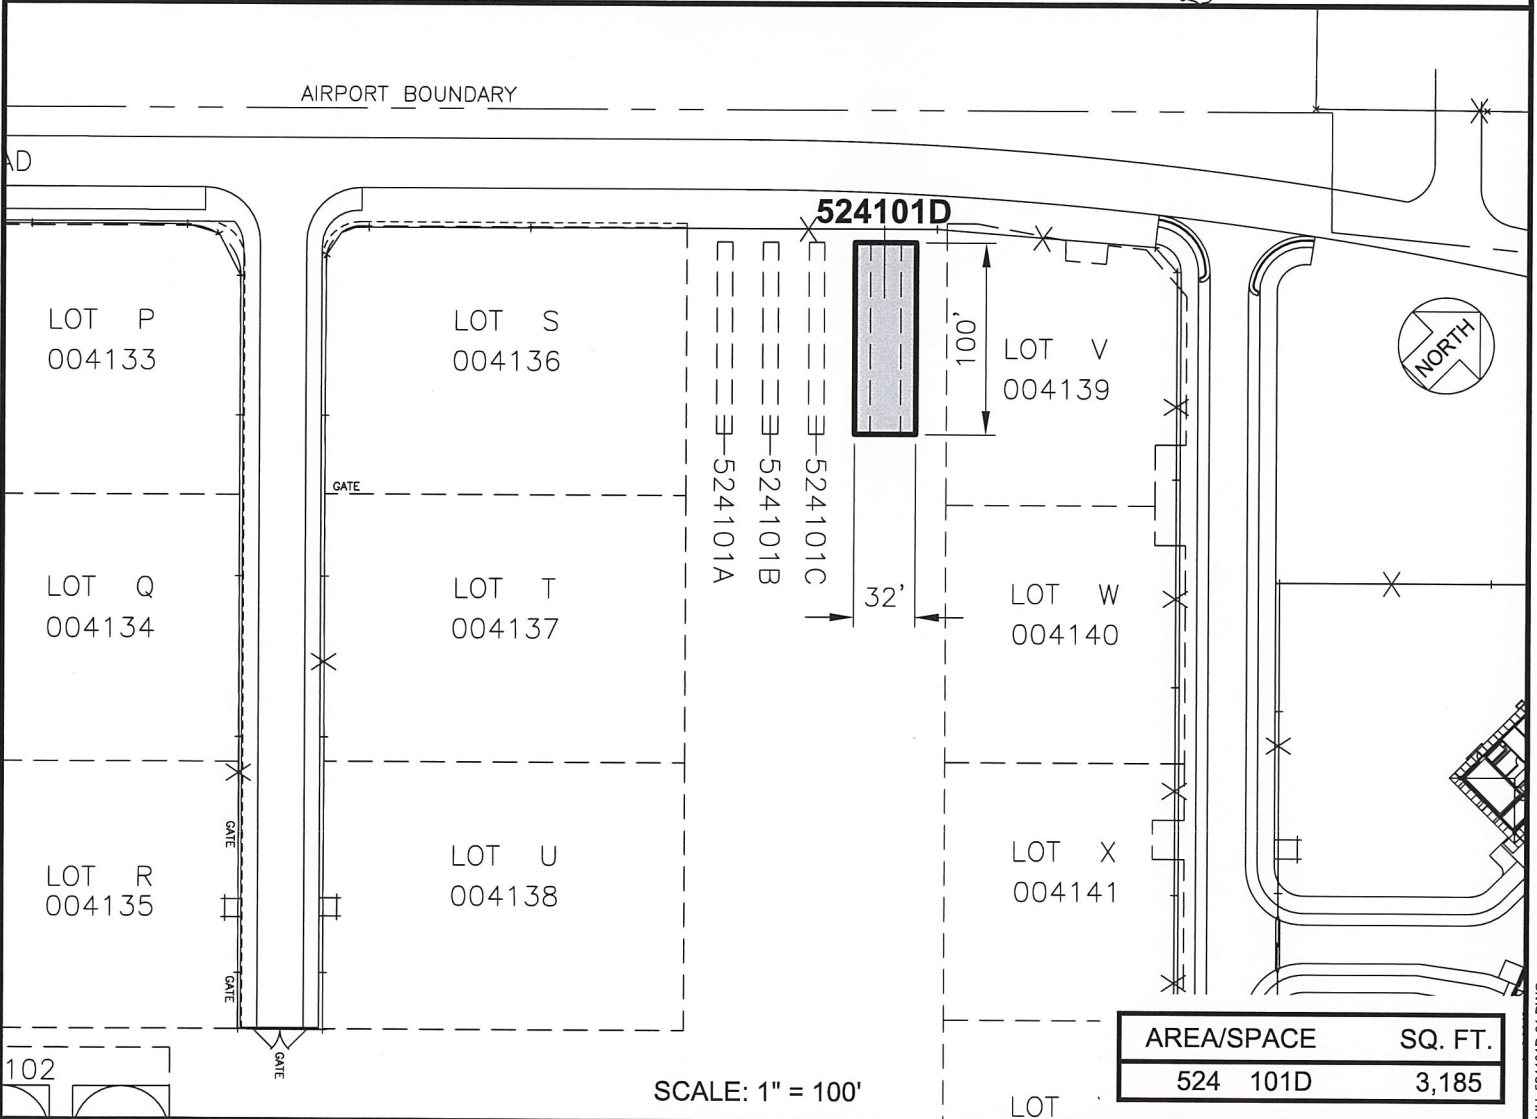 AIRPORT BOUNDARY
AD
524101D
LOT P
004133
LOT S
004136
100'
LOT V
004139
NORTH
GATE
524101A
524101B
524101C
32'
LOT Q
004134
LOT T
004137
LOT W
004140
GATE
LOT R
004135
LOT U
004138
LOT X
004141
GATE
GATE
102
SCALE: 1" = 100'
LOT
AREA/SPACE SQ. FT.
524 101D 3,185